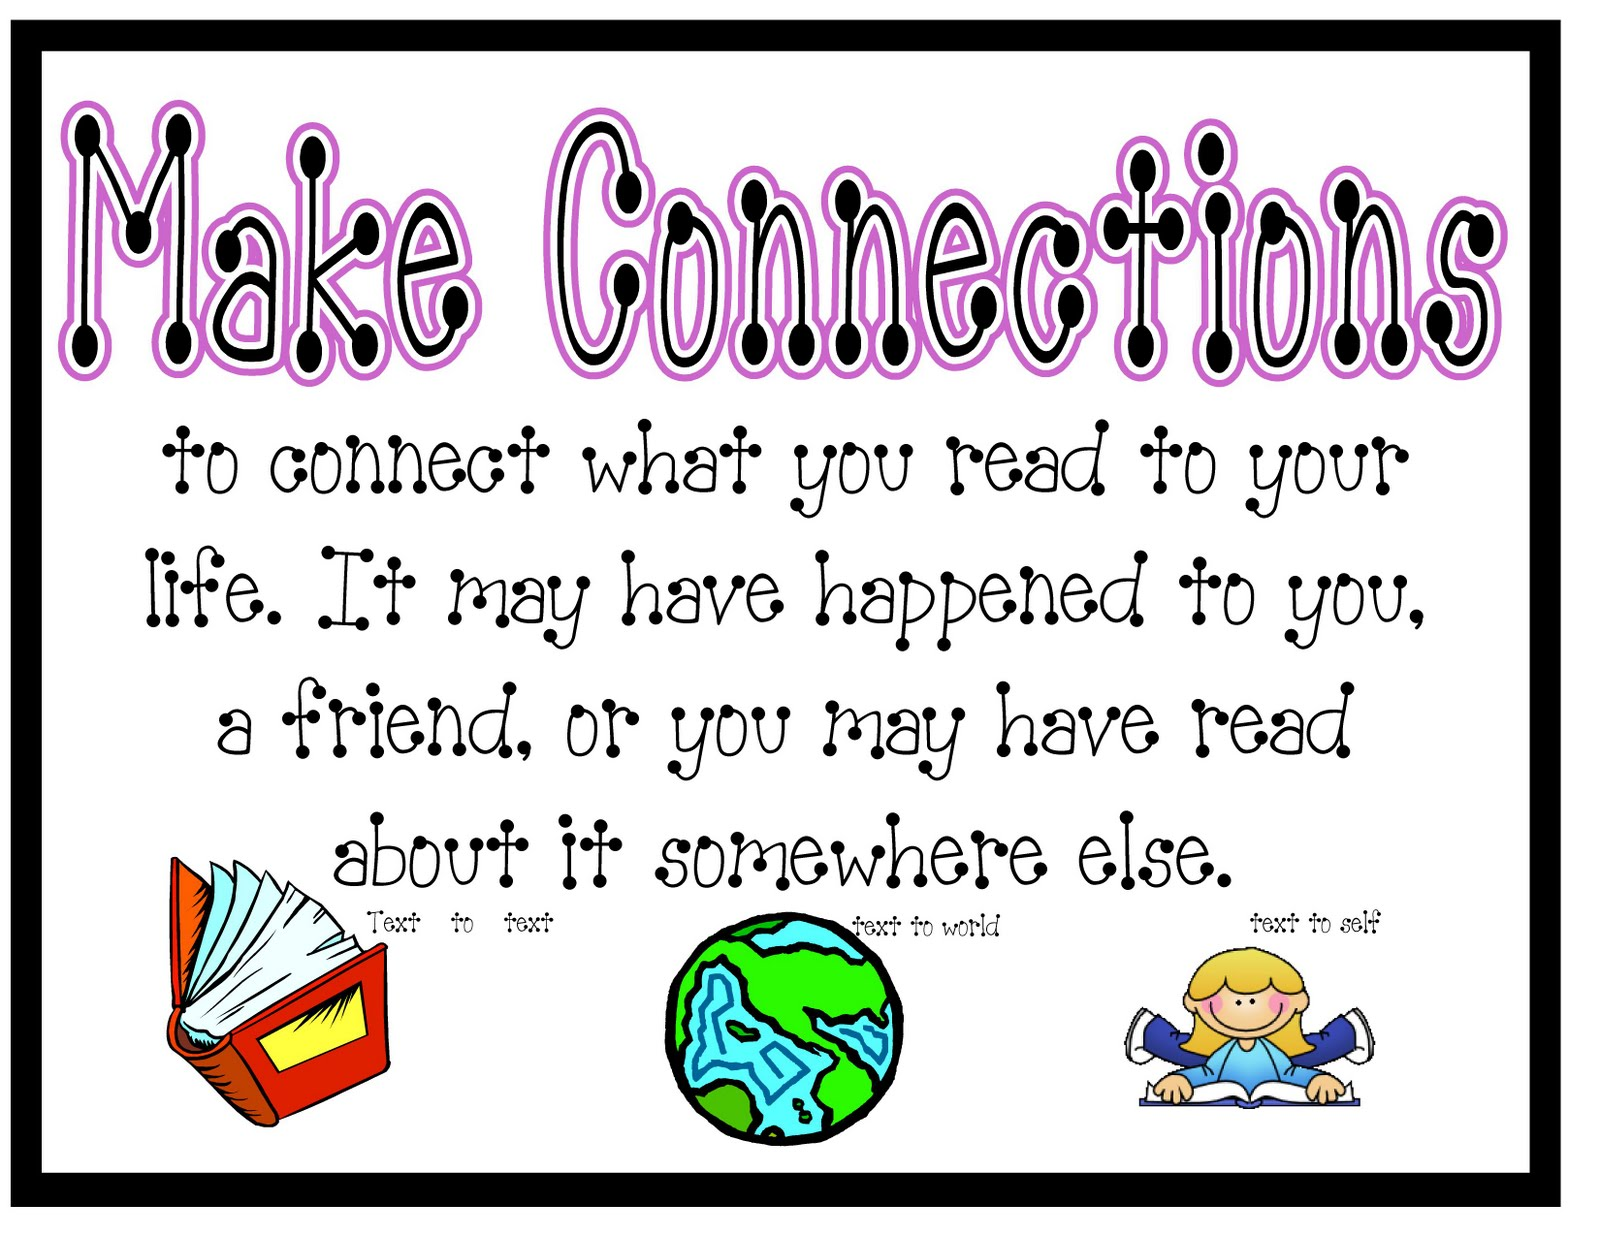 Make Connections
to connect what you read to your
life. It may have happened to you,
a friend, or you may have read
about it somewhere else.
Text to text
text to world
text to self